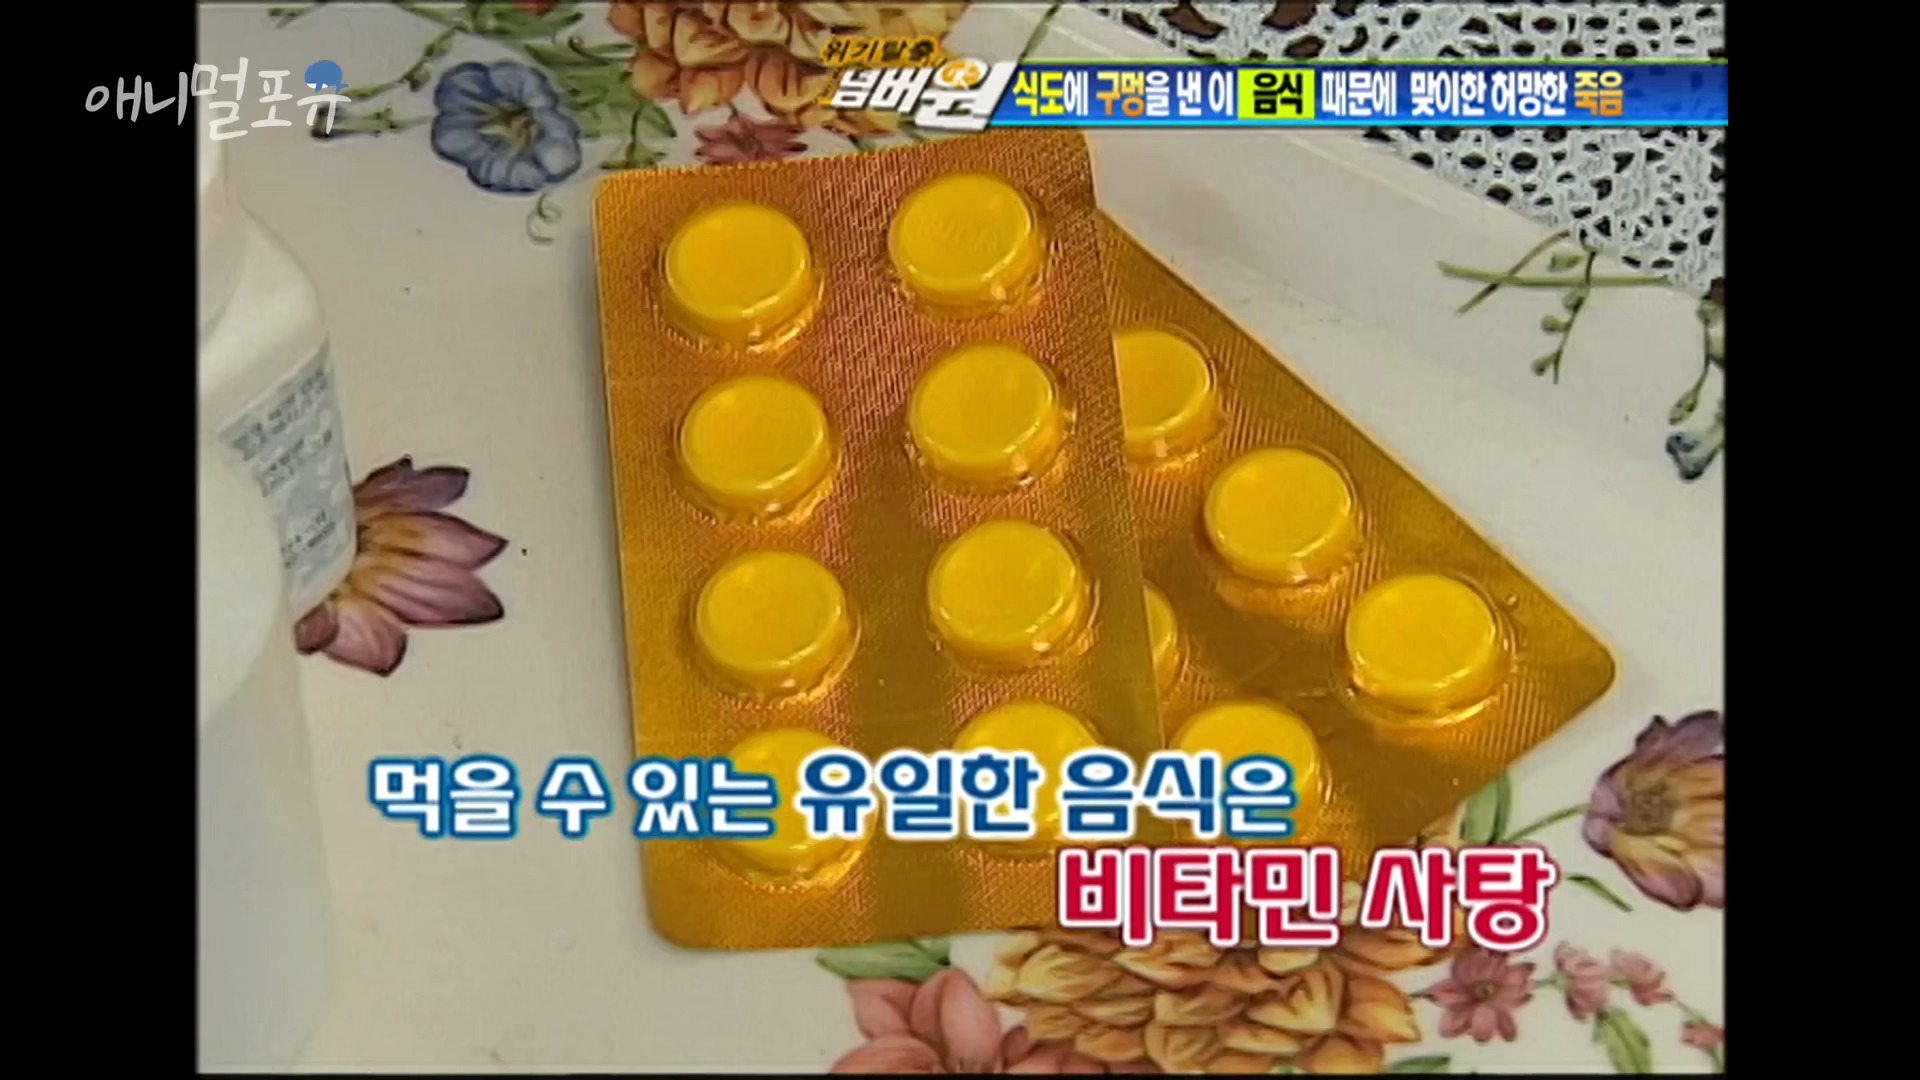 애니멀포유
위기탈출
넘버원
식도에 구멍을 낸 이 음식 때문에 맞이한 허망한 죽음
먹을 수 있는 유일한 음식은
비타민 사탕